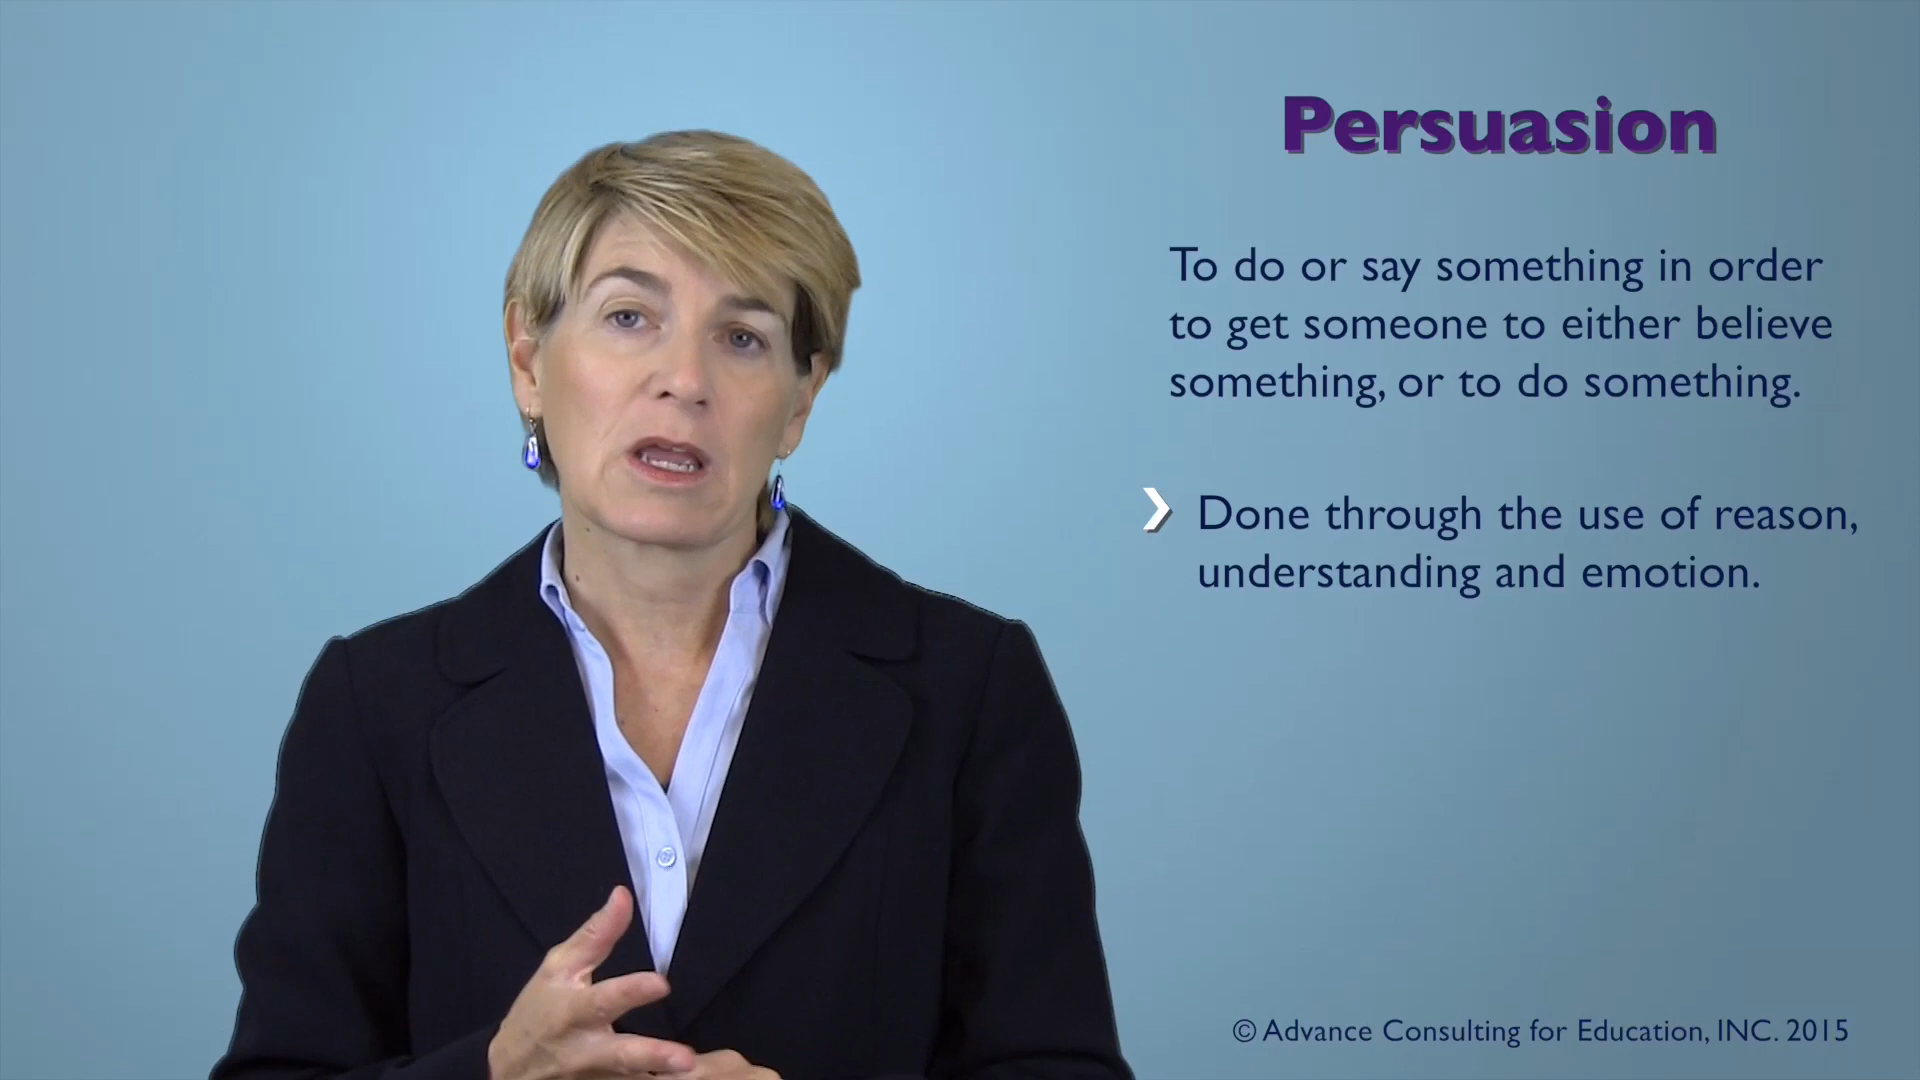 Persuasion
To do or say something in order
to get someone to either believe
something, or to do something.
Done through the use of reason,
understanding and emotion.
© Advance Consulting for Education, INC. 2015